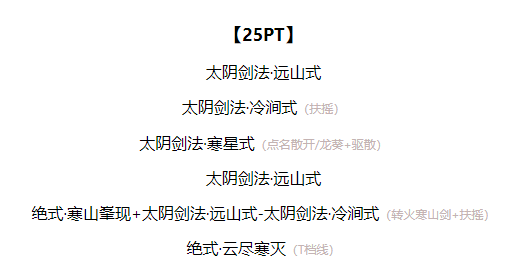 【25PT】
太阴剑法·远山式
太阴剑法·冷涧式（扶摇）
太阴剑法·寒星式（点名散开/龙葵+驱散）
太阴剑法·远山式
绝式·寒山峯现+太阴剑法·远山式-太阴剑法·冷涧式（转火寒山剑+扶摇）
绝式·云尽寒灭（T档线）